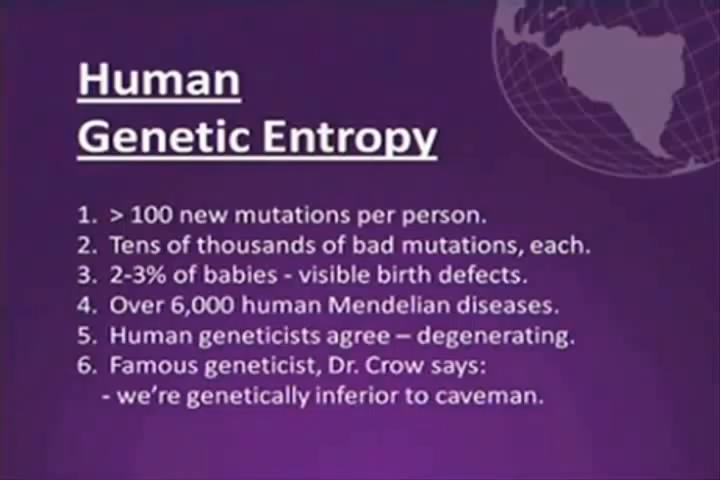 Human
Genetic Entropy
1. > 100 new mutations per person.
2. Tens of thousands of bad mutations, each.
3. 2-3% of babies - visible birth defects.
4. Over 6,000 human Mendelian diseases.
5. Human geneticists agree – degenerating.
6. Famous geneticist, Dr. Crow says:
- we're genetically inferior to caveman.